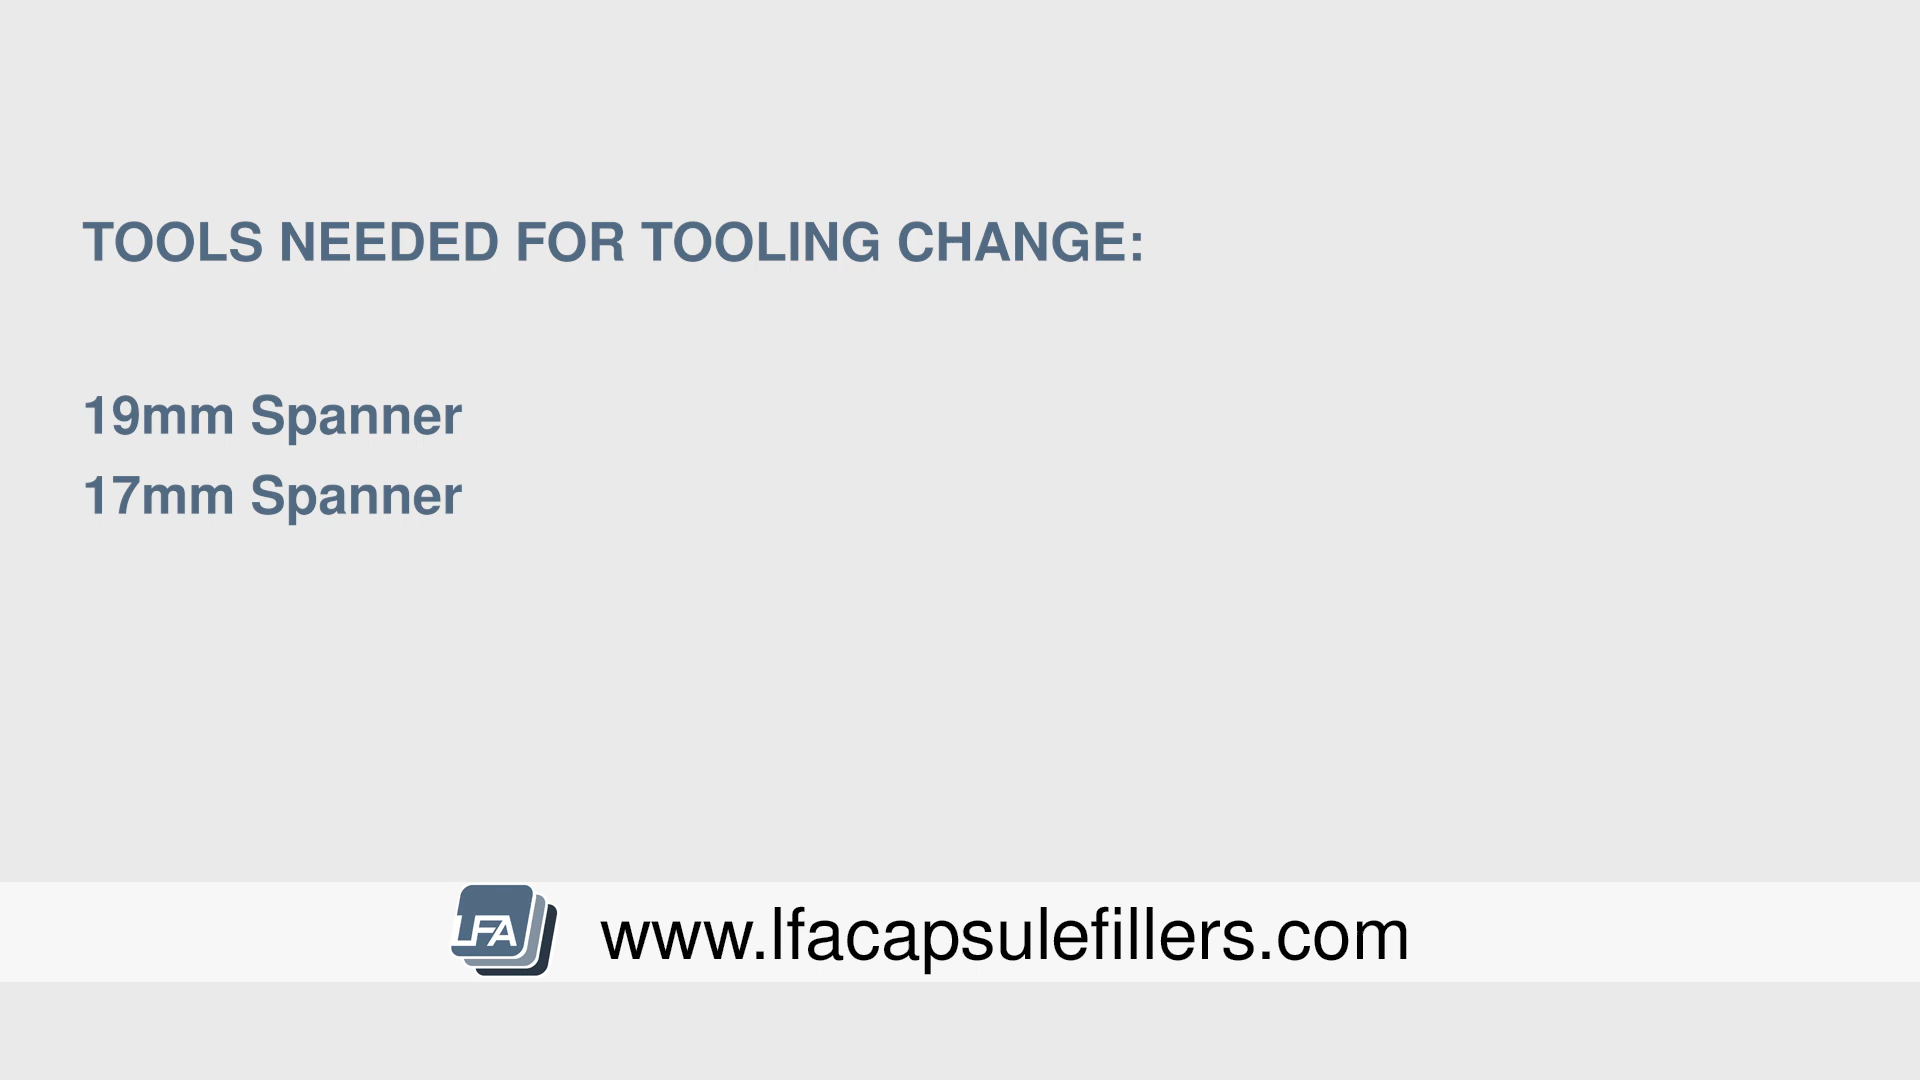 TOOLS NEEDED FOR TOOLING CHANGE:
19mm Spanner
17mm Spanner
LFA
www.lfacapsulefillers.com